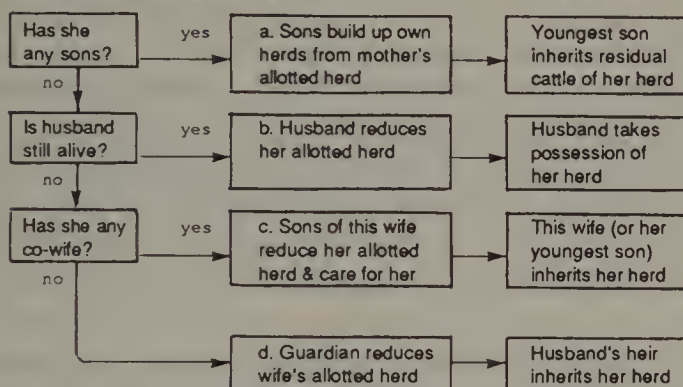 Has she
any sons?
yes
a. Sons build up own
herds from mother's
allotted herd
Youngest son
inherits residual
cattle of her herd
no
Is husband
still alive?
yes
b. Husband reduces
her allotted herd
Husband takes
possession of
her herd
no
Has she any
co-wife?
yes
c. Sons of this wife
reduce her allotted
herd & care for her
This wife (or her
youngest son)
inherits her herd
no
d. Guardian reduces
wife's allotted herd
Husband's heir
inherits her herd